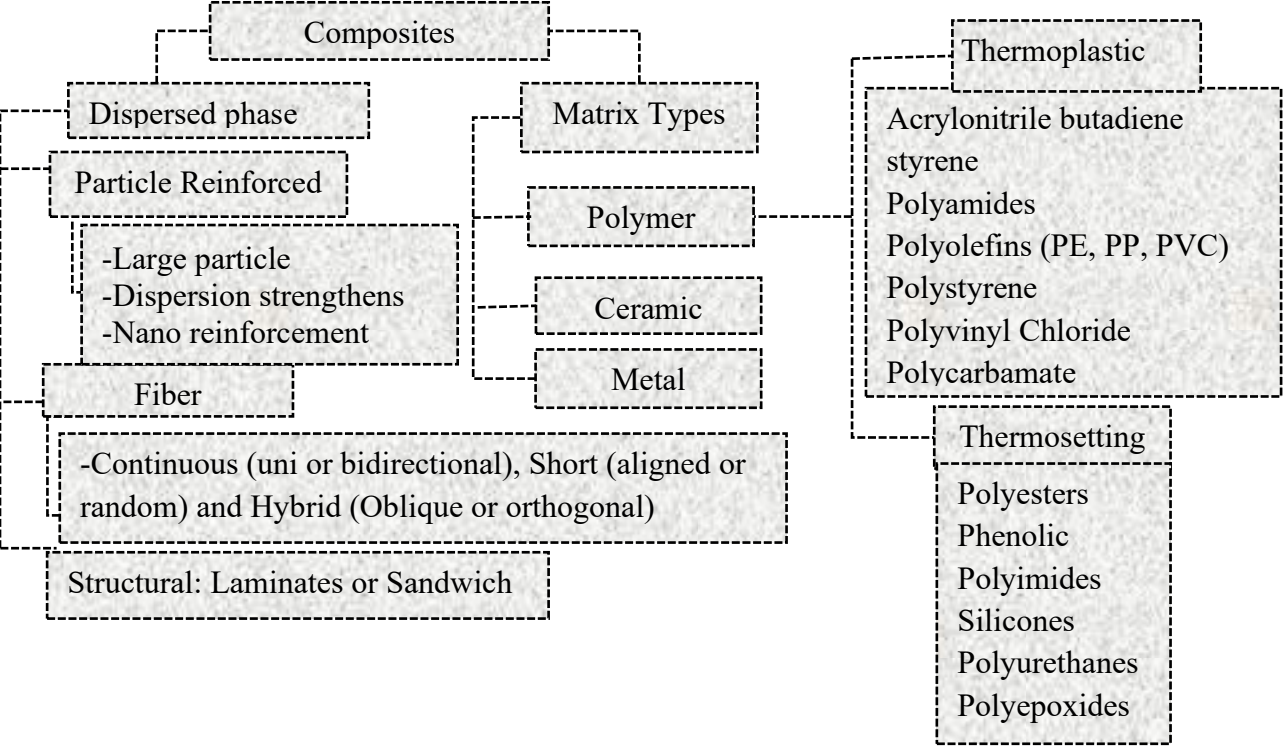 Composites
Dispersed phase
Particle Reinforced
-Large particle
-Dispersion strengthens
-Nano reinforcement
Fiber
-Continuous (uni or bidirectional), Short (aligned or
random) and Hybrid (Oblique or orthogonal)
Structural: Laminates or Sandwich
Matrix Types
Polymer
Ceramic
Metal
Thermoplastic
Acrylonitrile butadiene
styrene
Polyamides
Polyolefins (PE, PP, PVC)
Polystyrene
Polyvinyl Chloride
Polycarbamate
Thermosetting
Polyesters
Phenolic
Polyimides
Silicones
Polyurethanes
Polyepoxides